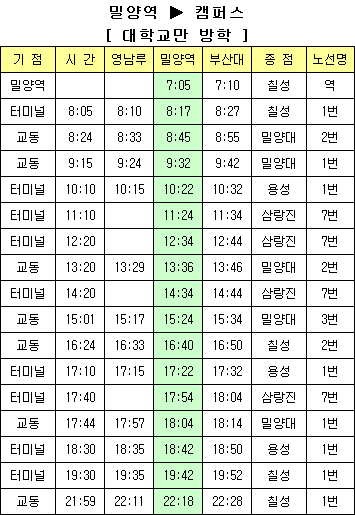 밀양역 ▶ 캠퍼스
[ 대학교만 방학 ]
기 점 시 간 영남루 밀양역 부산대 종 점 노선명
밀양역 7:05 7:10 칠성 역
터미널 8:05 8:10 8:17 8:27 칠성 1번
교동 8:24 8:33 8:45 8:55 밀양대 2번
교동 9:15 9:24 9:32 9:42 밀양대 1번
터미널 10:10 10:15 10:22 10:32 용성 1번
터미널 11:10 11:24 11:34 삼랑진 7번
터미널 12:20 12:34 12:44 삼랑진 7번
교동 13:20 13:29 13:36 13:46 밀양대 2번
터미널 14:20 14:34 14:44 삼랑진 7번
교동 15:01 15:17 15:24 15:34 밀양대 3번
교동 16:24 16:33 16:40 16:50 칠성 2번
터미널 17:10 17:15 17:22 17:32 용성 1번
터미널 17:40 17:54 18:04 삼랑진 7번
교동 17:44 17:57 18:04 18:14 밀양대 1번
터미널 18:30 18:35 18:42 18:50 용성 1번
터미널 19:30 19:35 19:42 19:52 칠성 1번
교동 21:59 22:11 22:18 22:28 칠성 1번